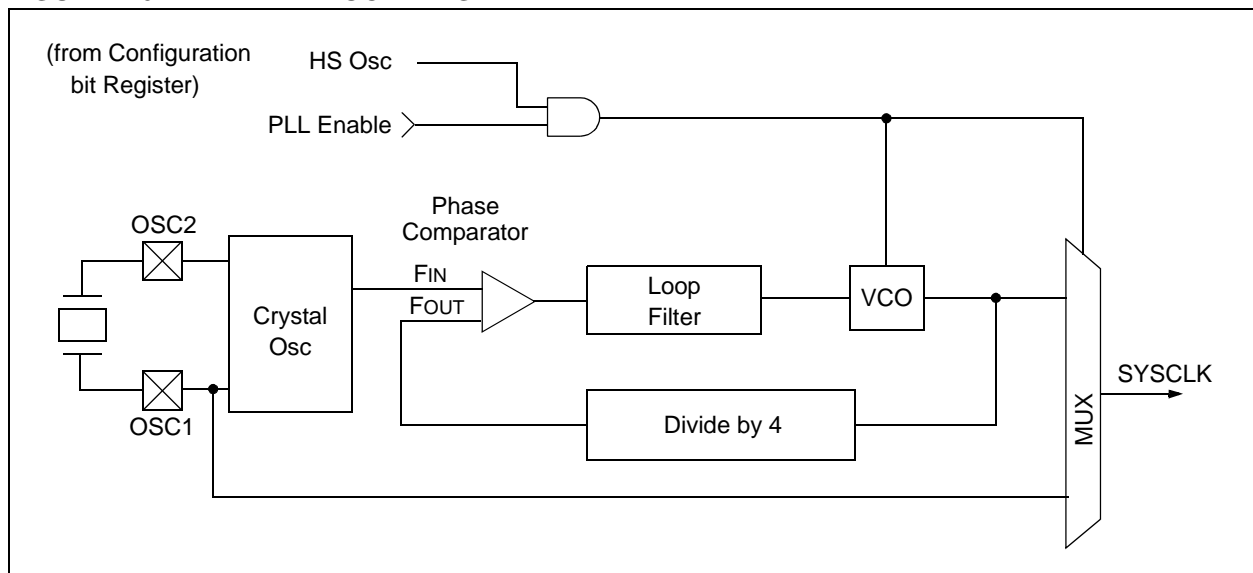 (from Configuration
bit Register)
HS Osc
PLL Enable
Phase
Comparator
OSC2
FIN
FOUT
Crystal
Osc
Loop
Filter
VCO
OSC1
Divide by 4
MUX
SYSCLK